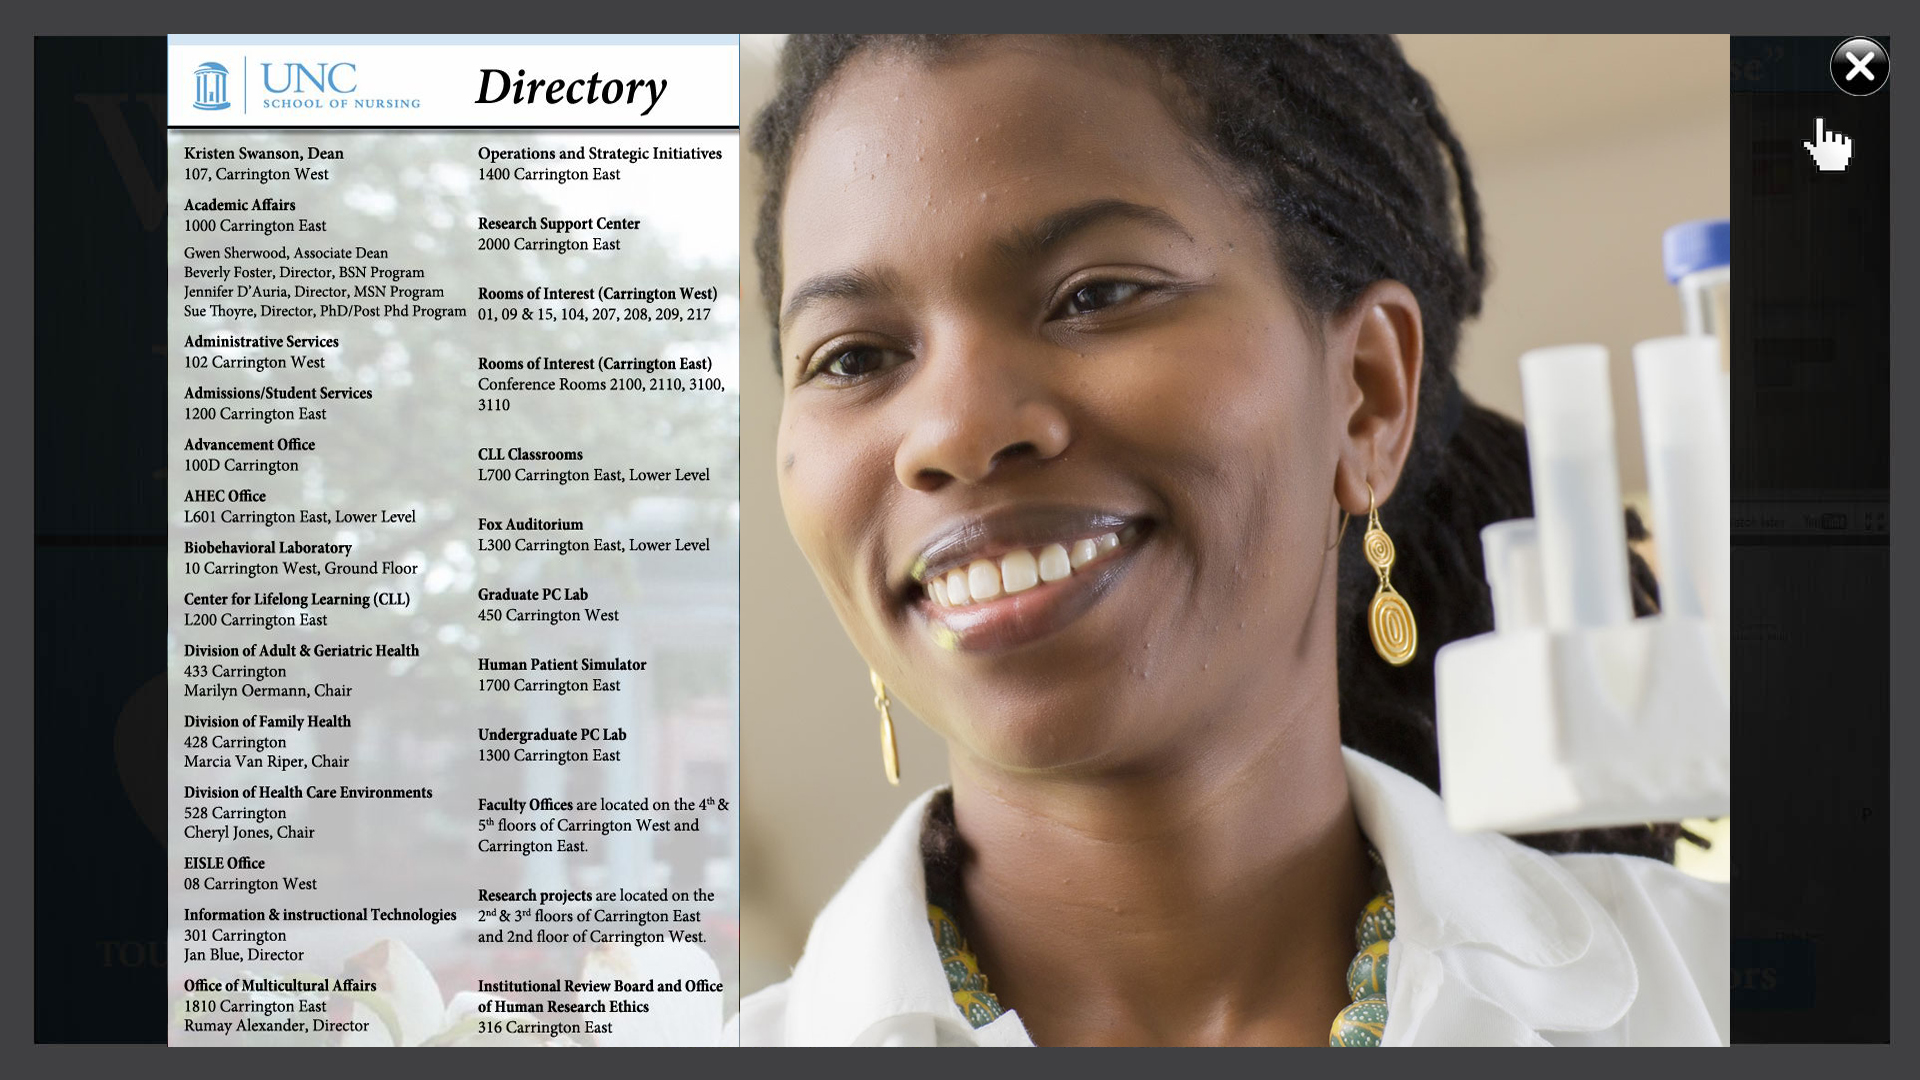 UNC
SCHOOL OF NURSING
Directory
Kristen Swanson, Dean
107, Carrington West
Academic Affairs
1000 Carrington East
Gwen Sherwood, Associate Dean
Beverly Foster, Director, BSN Program
Jennifer D'Auria, Director, MSN Program
Sue Thoyre, Director, PhD/Post Phd Program
Administrative Services
102 Carrington West
Admissions/Student Services
1200 Carrington East
Advancement Office
100D Carrington
AHEC Office
L601 Carrington East, Lower Level
Biobehavioral Laboratory
10 Carrington West, Ground Floor
Center for Lifelong Learning (CLL)
L200 Carrington East
Division of Adult & Geriatric Health
433 Carrington
Marilyn Oermann, Chair
Division of Family Health
428 Carrington
Marcia Van Riper, Chair
Division of Health Care Environments
528 Carrington
Cheryl Jones, Chair
EISLE Office
08 Carrington West
Information & instructional Technologies
301 Carrington
Jan Blue, Director
Office of Multicultural Affairs
1810 Carrington East
Rumay Alexander, Director
Operations and Strategic Initiatives
1400 Carrington East
Research Support Center
2000 Carrington East
Rooms of Interest (Carrington West)
01, 09 & 15, 104, 207, 208, 209, 217
Rooms of Interest (Carrington East)
Conference Rooms 2100, 2110, 3100,
3110
CLL Classrooms
L700 Carrington East, Lower Level
Fox Auditorium
L300 Carrington East, Lower Level
Graduate PC Lab
450 Carrington West
Human Patient Simulator
1700 Carrington East
Undergraduate PC Lab
1300 Carrington East
Faculty Offices are located on the 4th &
5th floors of Carrington West and
Carrington East.
Research projects are located on the
2nd & 3rd floors of Carrington East
and 2nd floor of Carrington West.
Institutional Review Board and Office
of Human Research Ethics
316 Carrington East